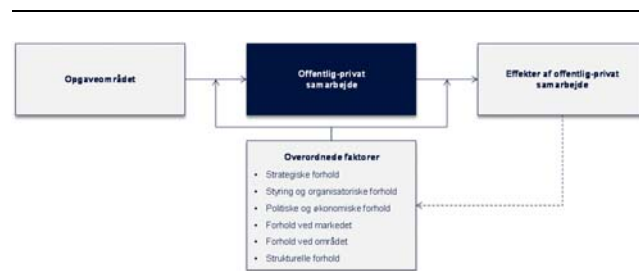 Opgaveområdet
Offentlig-privat
samarbejde
Effekter af offentlig-privat
samarbejde
Overordnede faktorer
• Strategiske forhold
• Styring og organisatoriske forhold
• Politiske og økonomiske forhold
• Forhold ved markedet
• Forhold ved området
• Strukturelle forhold